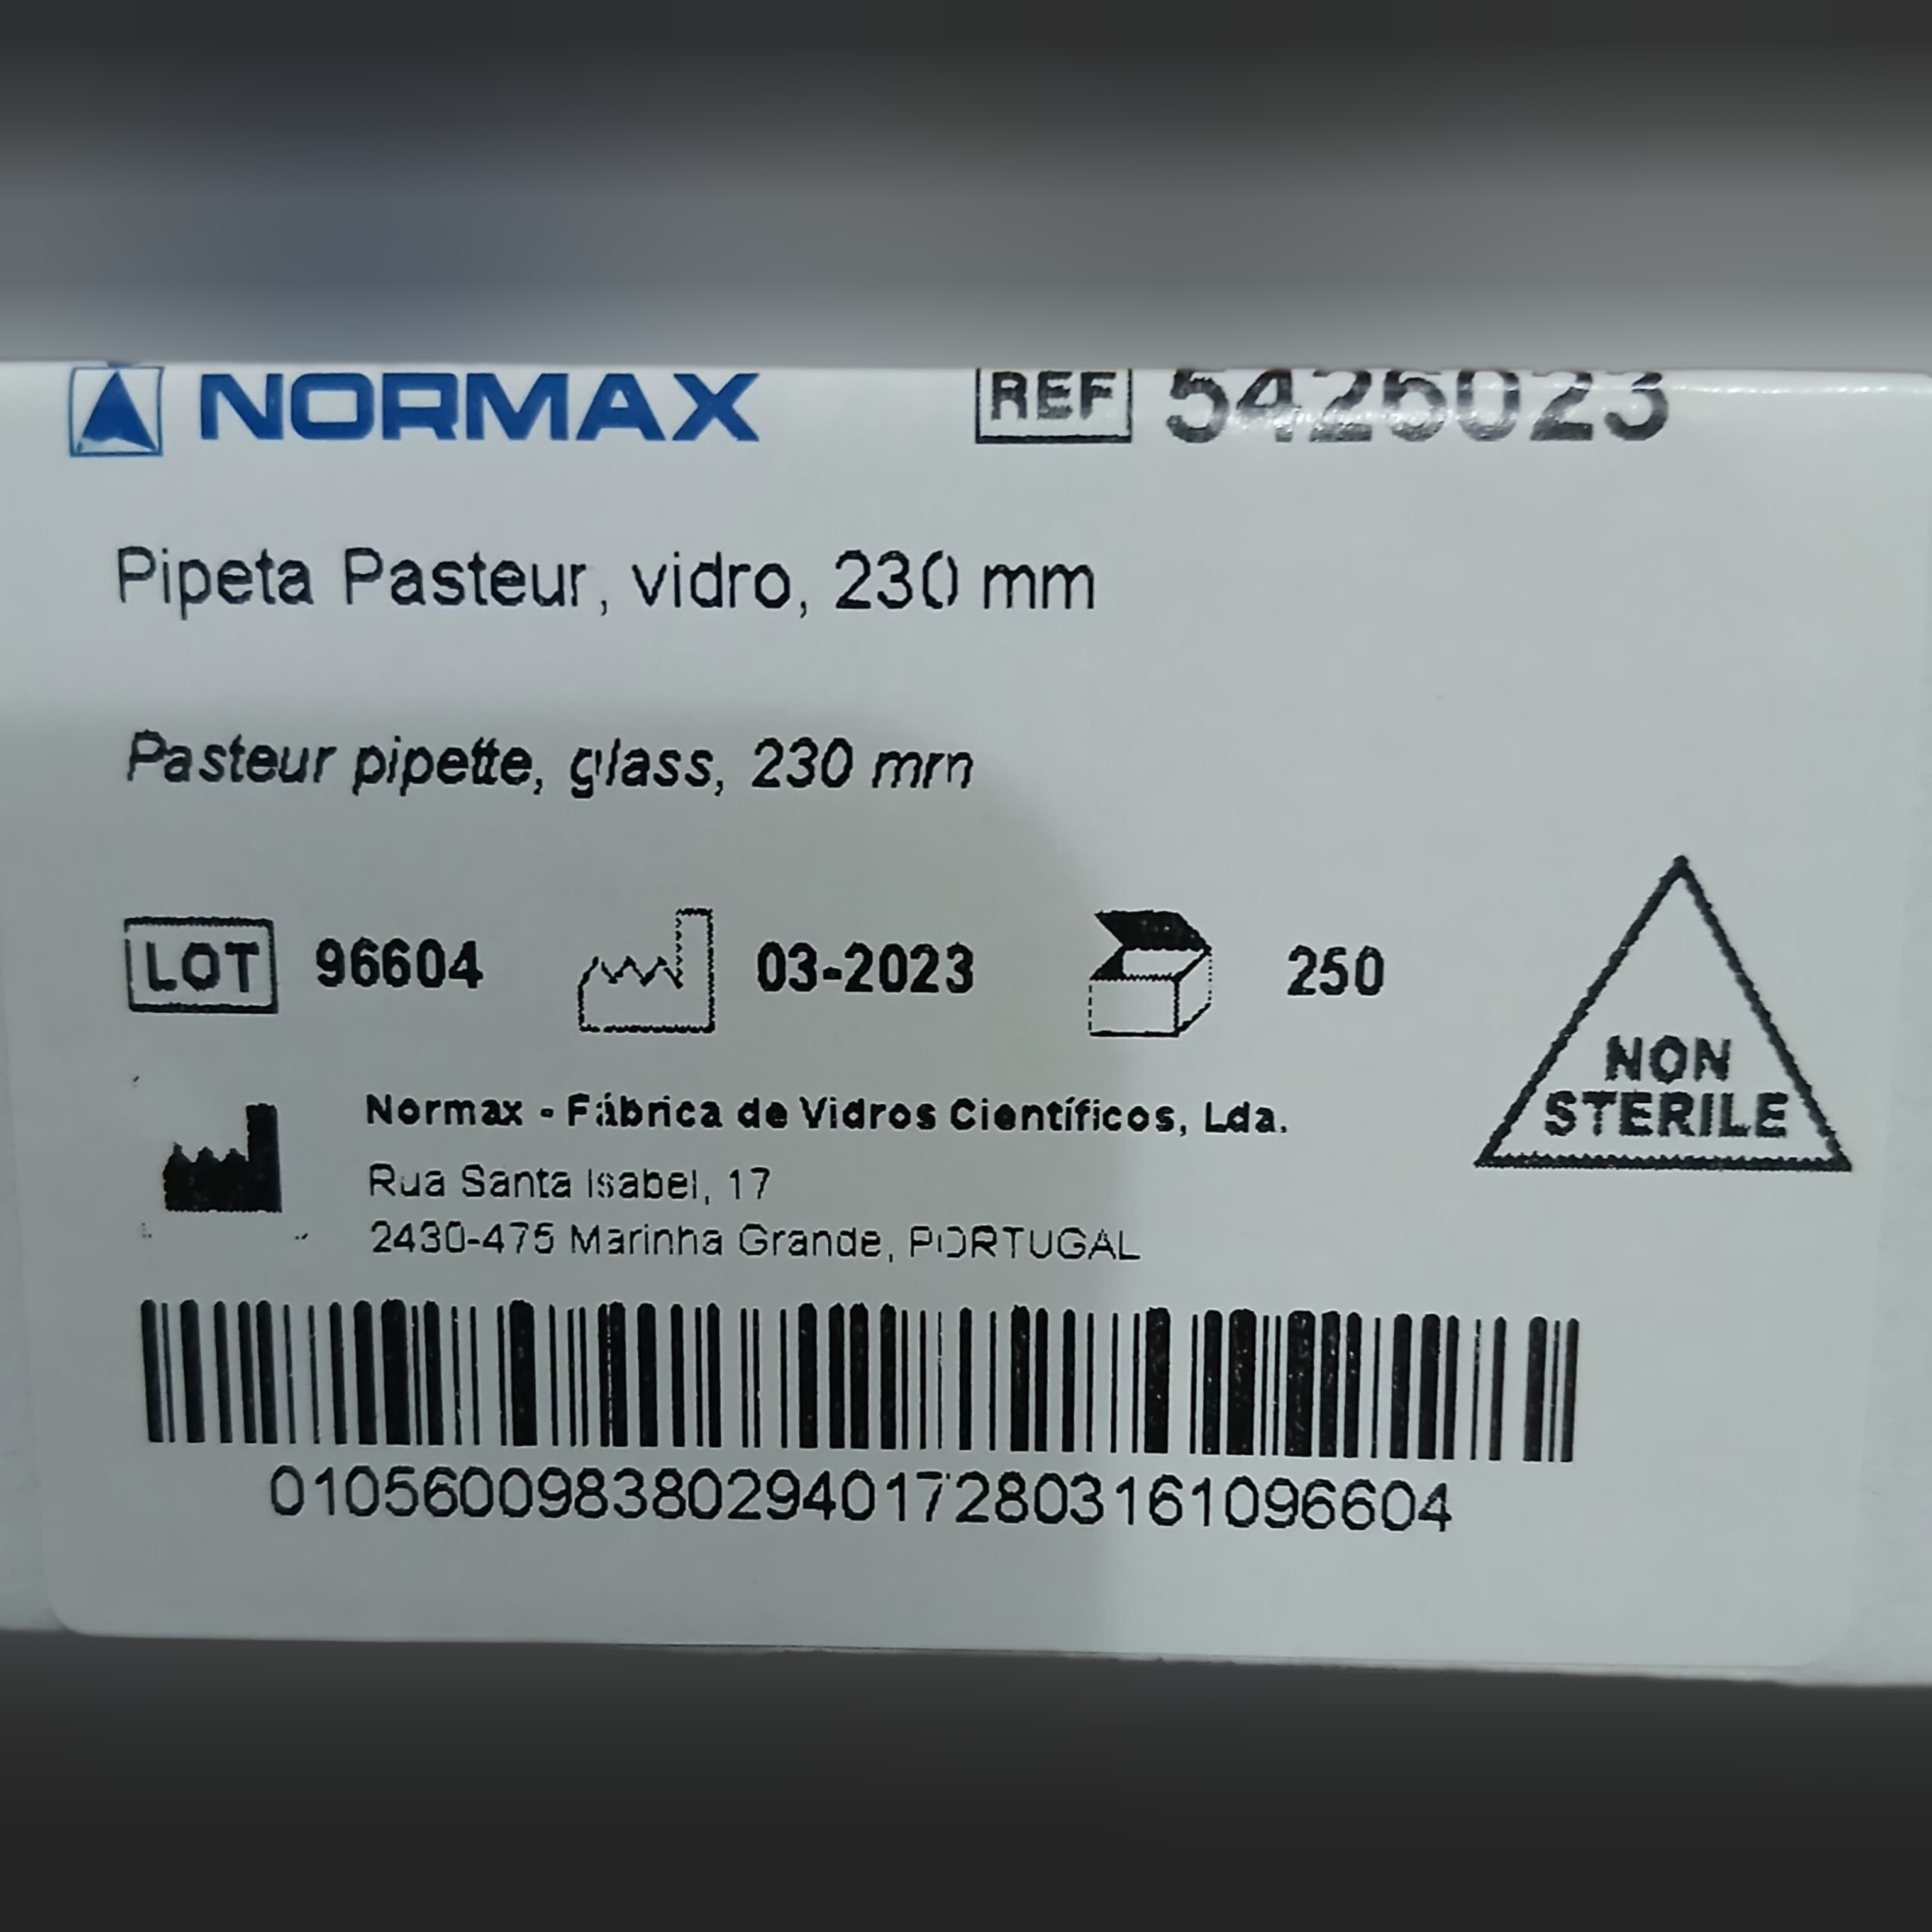 NORMAX
REF 5426023
Pipeta Pasteur, vidro, 230 mm
Pasteur pipette, glass, 230 mm
LOT 96604 03-2023 250
NON
STERILE
Normax - Fábrica de Vidros Científicos, Lda.
Rua Santa Isabel, 17
2430-475 Marinha Grande, PORTUGAL
0105600983802940172803161096604